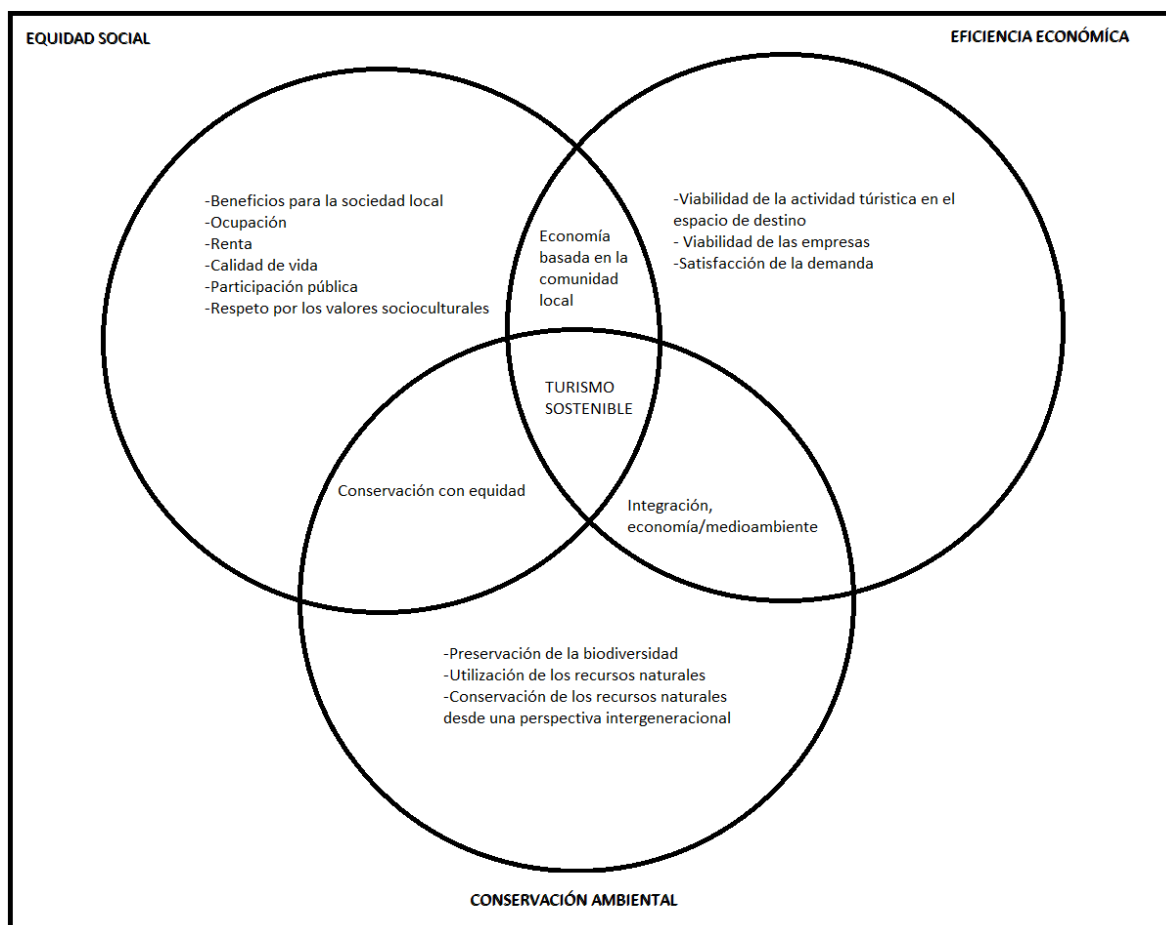 EQUIDAD SOCIAL
EFICIENCIA ECONÓMÍCA
-Beneficios para la sociedad local
-Ocupación
-Renta
-Calidad de vida
-Participación pública
-Respeto por los valores socioculturales
Economía
basada en la
comunidad
local
-Viabilidad de la actividad túristica en el
espacio de destino
- Viabilidad de las empresas
-Satisfacción de la demanda
TURISMO
SOSTENIBLE
Conservación con equidad
Integración,
economía/medioambiente
-Preservación de la biodiversidad
-Utilización de los recursos naturales
-Conservación de los recursos naturales
desde una perspectiva intergeneracional
CONSERVACIÓN AMBIENTAL